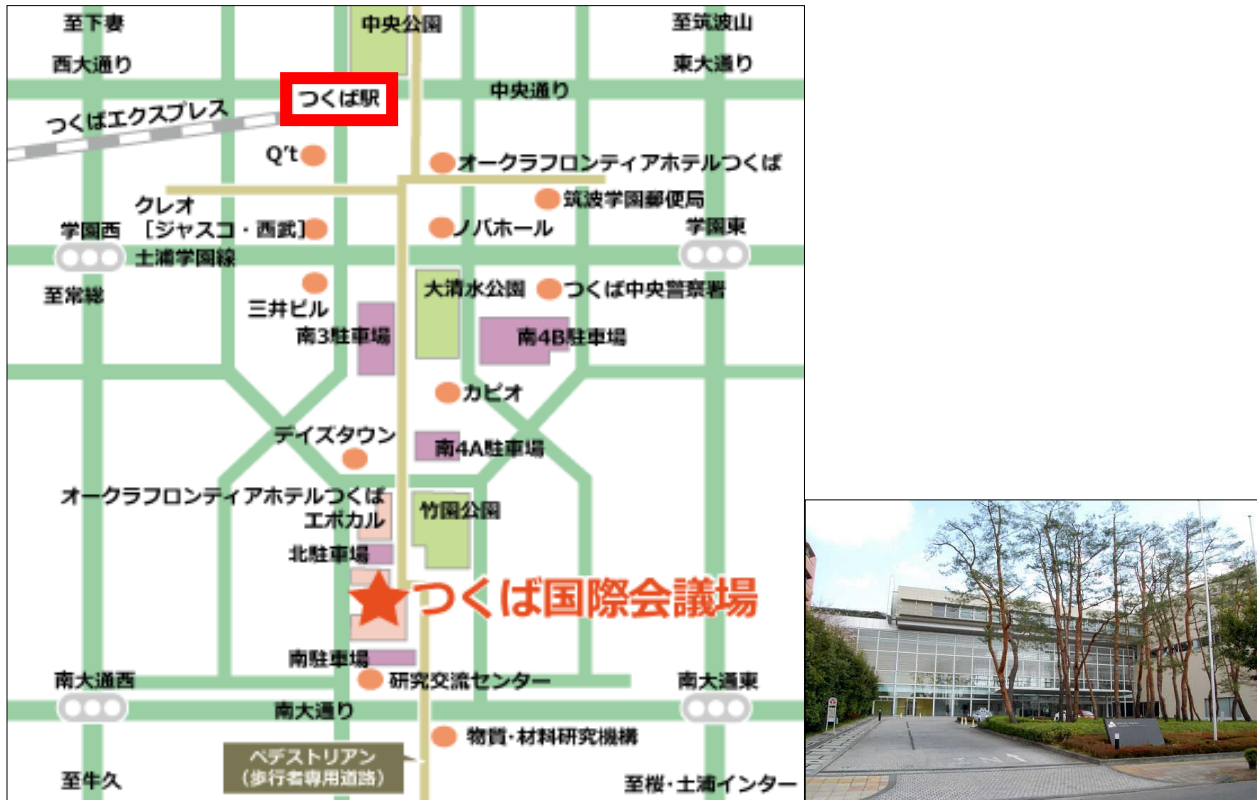 至下妻
中央公園
至筑波山
西大通り
東大通り
つくば駅
中央通り
つくばエクスプレス
Q't
オークラフロンティアホテルつくば
筑波学園郵便局
クレオ
［ジャスコ・西武］
ノバホール
学園西
学園東
土浦学園線
至常総
大清水公園
つくば中央警察署
三井ビル
南3駐車場
南4B駐車場
カピオ
デイズタウン
南4A駐車場
オークラフロンティアホテルつくば
エポカル
竹園公園
北駐車場
つくば国際会議場
南駐車場
研究交流センター
南大通西
南大通東
南大通り
物質・材料研究機構
ペデストリアン
（歩行者専用道路）
至牛久
至桜・土浦インター